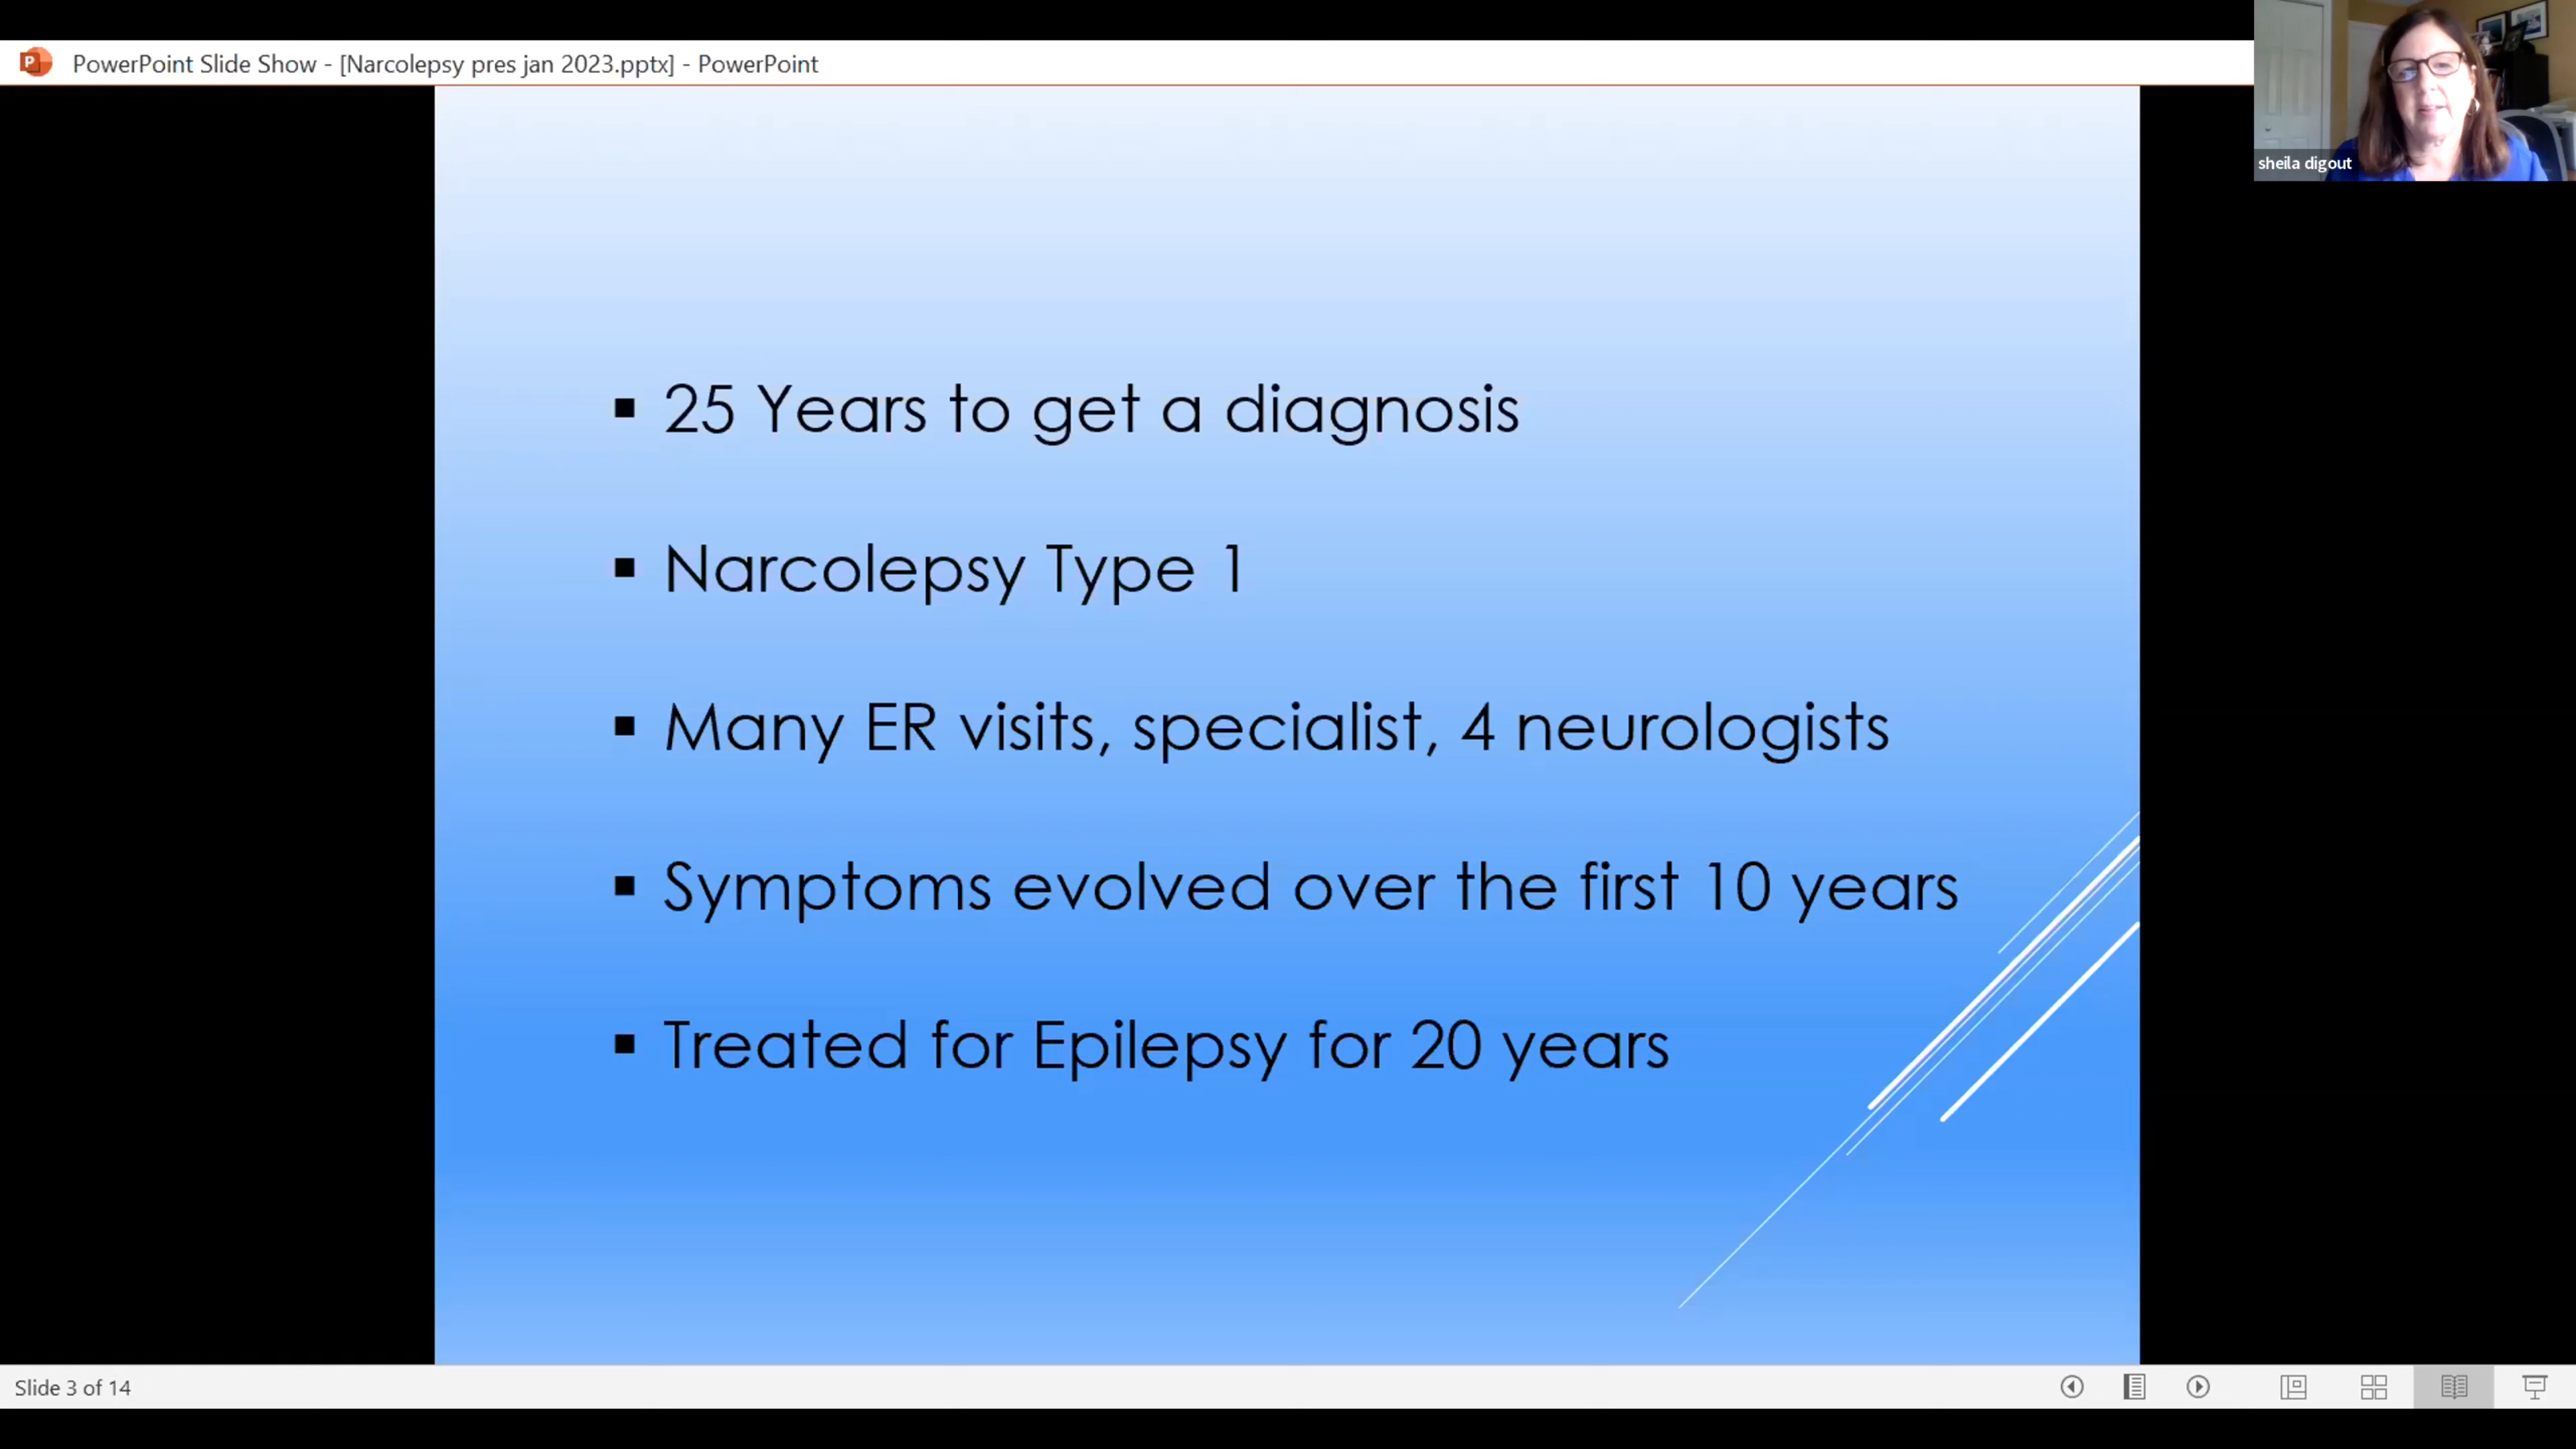 PowerPoint Slide Show - [Narcolepsy pres jan 2023.pptx] - PowerPoint
sheila digout
▪ 25 Years to get a diagnosis
▪ Narcolepsy Type 1
▪ Many ER visits, specialist, 4 neurologists
▪ Symptoms evolved over the first 10 years
▪ Treated for Epilepsy for 20 years
Slide 3 of 14